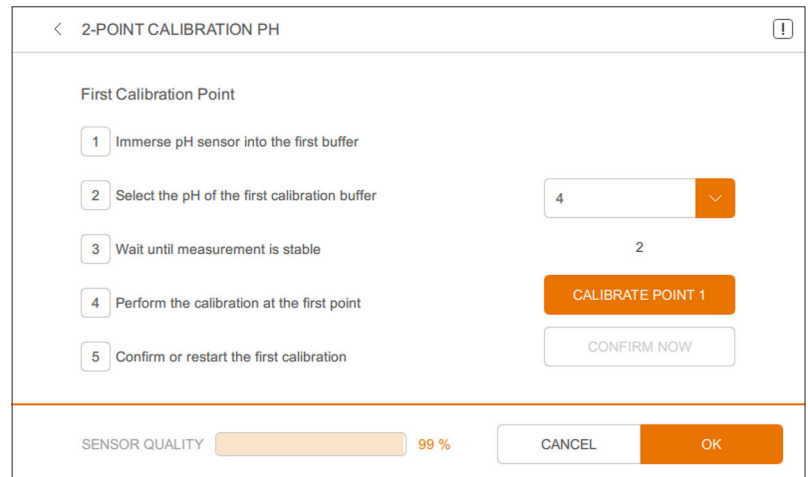 2-POINT CALIBRATION PH
First Calibration Point
1 Immerse pH sensor into the first buffer
2 Select the pH of the first calibration buffer 4
3 Wait until measurement is stable 2
4 Perform the calibration at the first point CALIBRATE POINT 1
5 Confirm or restart the first calibration CONFIRM NOW
SENSOR QUALITY 99 % CANCEL OK